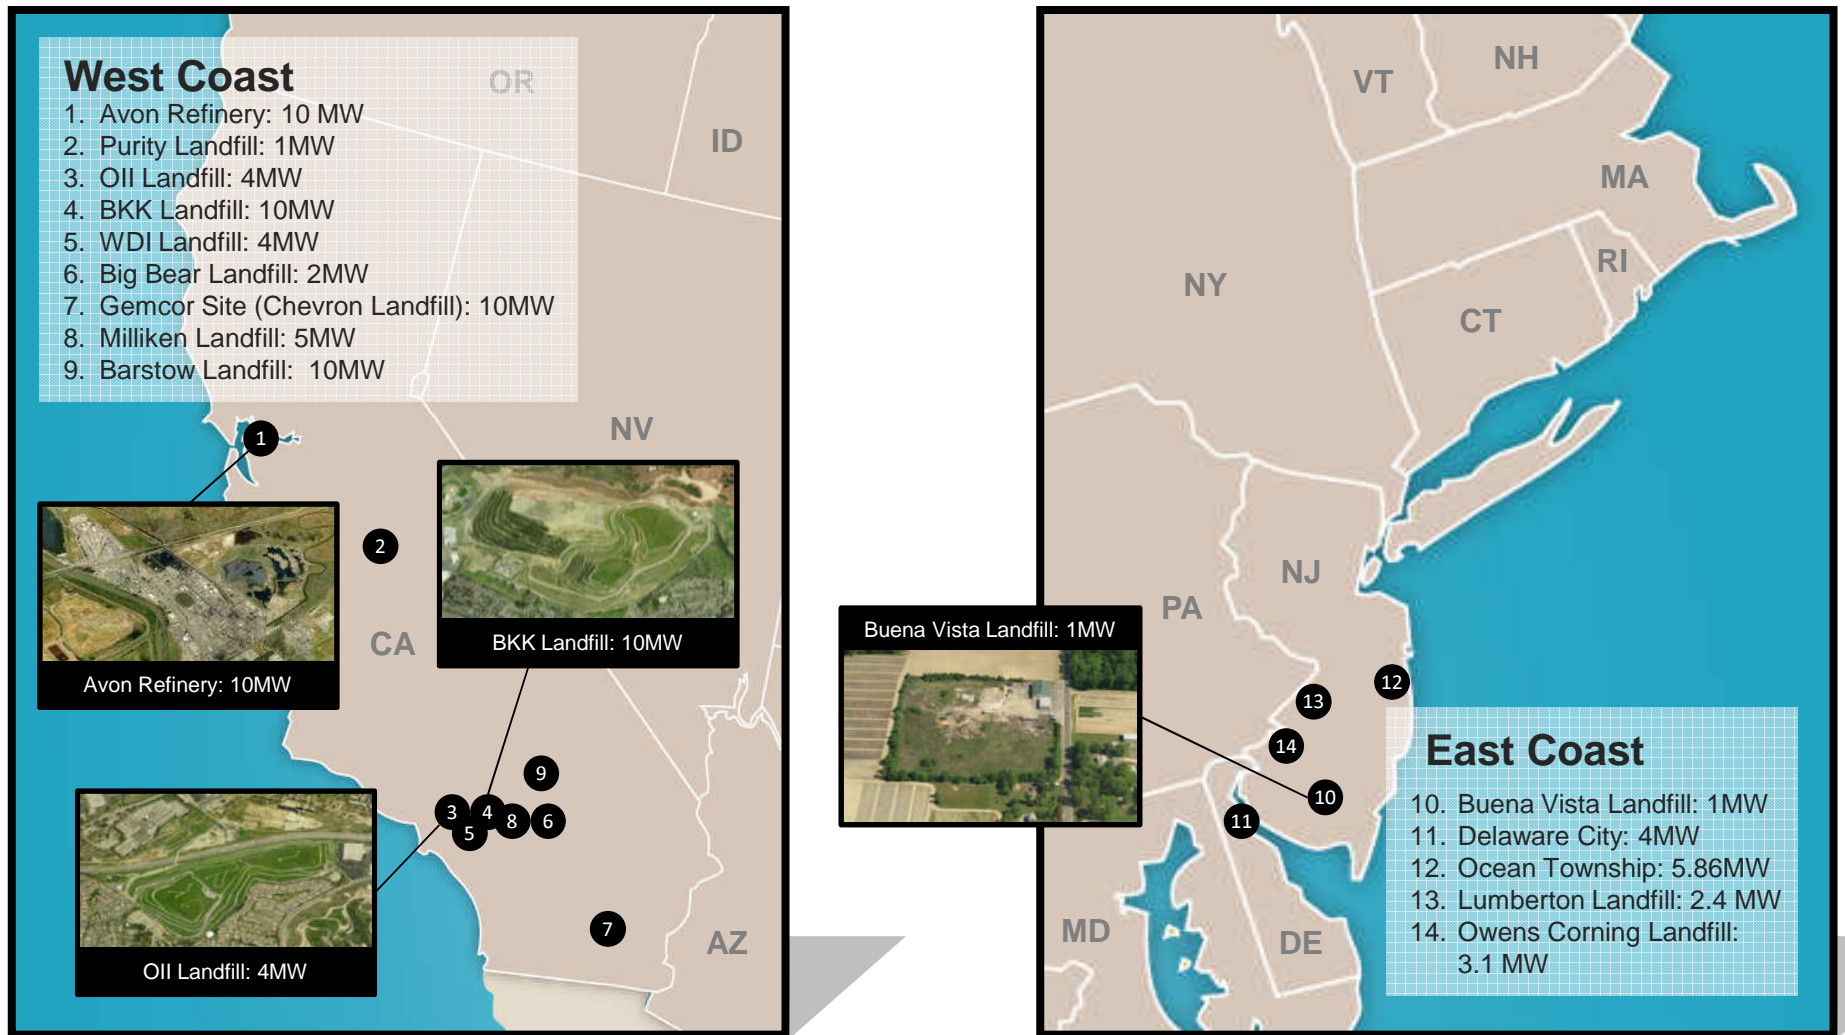 West Coast
1. Avon Refinery: 10 MW
2. Purity Landfill: 1MW
3. OII Landfill: 4MW
4. BKK Landfill: 10MW
5. WDI Landfill: 4MW
6. Big Bear Landfill: 2MW
7. Gemcor Site (Chevron Landfill): 10MW
8. Milliken Landfill: 5MW
9. Barstow Landfill: 10MW
OR
ID
NV
CA
AZ
1
2
3
4
5
8
6
9
7
Avon Refinery: 10MW
BKK Landfill: 10MW
OII Landfill: 4MW
VT
NH
MA
NY
RI
CT
NJ
PA
MD
DE
Buena Vista Landfill: 1MW
12
13
14
10
11
East Coast
10. Buena Vista Landfill: 1MW
11. Delaware City: 4MW
12. Ocean Township: 5.86MW
13. Lumberton Landfill: 2.4 MW
14. Owens Corning Landfill:
3.1 MW